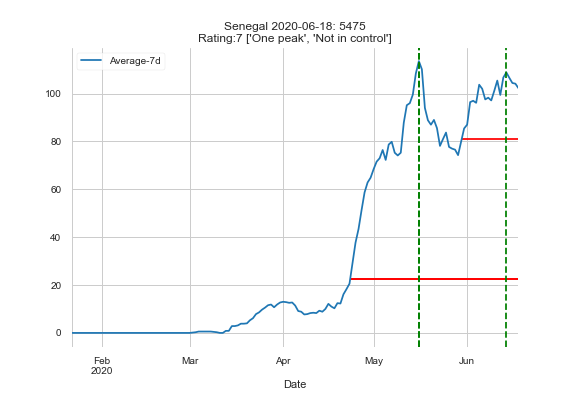 Senegal 2020-06-18: 5475
Rating:7 ['One peak', 'Not in control']
Average-7d
100
80
60
40
20
0
Feb
2020
Mar
Apr
May
Jun
Date